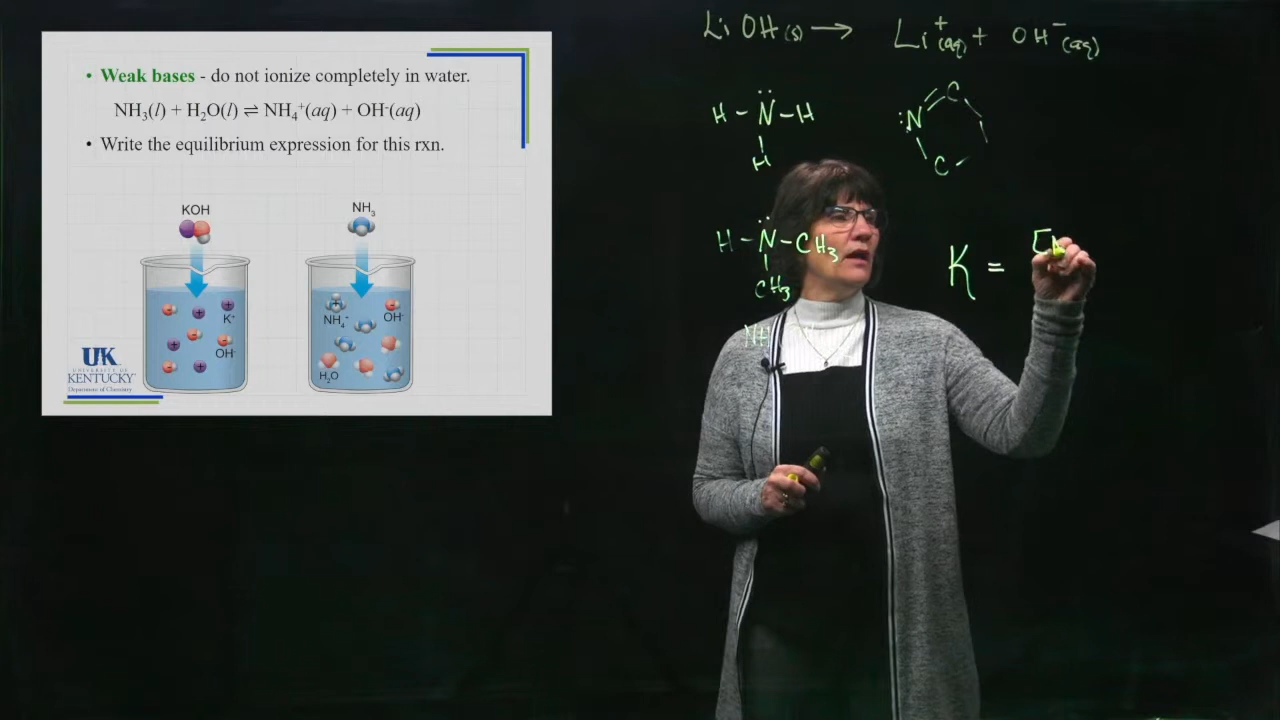 • Weak bases - do not ionize completely in water.
NH₃(l) + H₂O(l) ⇌ NH₄⁺(aq) + OH⁻(aq)
• Write the equilibrium expression for this rxn.
KOH
NH₃
K⁺
OH⁻
NH₄⁺
OH⁻
H₂O
UK
UNIVERSITY OF
KENTUCKY
Department of Chemistry
LiOH(s) → Li⁺(aq) + OH⁻(aq)
H - N̈ - H
H
:N
C
C
H - N̈ - CH₃
CH₃
NH
K = [